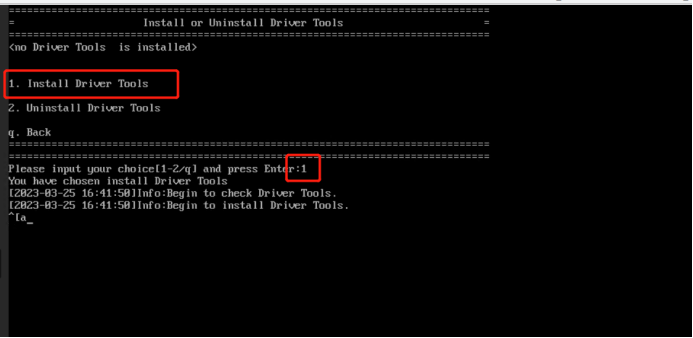 ================================================================================
=                     Install or Uninstall Driver Tools                        =
================================================================================
<no Driver Tools  is installed>
1. Install Driver Tools
2. Uninstall Driver Tools
q. Back
================================================================================
================================================================================
Please input your choice[1-2/q] and press Enter:1
You have chosen install Driver Tools
[2023-03-25 16:41:50]Info:Begin to check Driver Tools.
[2023-03-25 16:41:50]Info:Begin to install Driver Tools.
^[a_